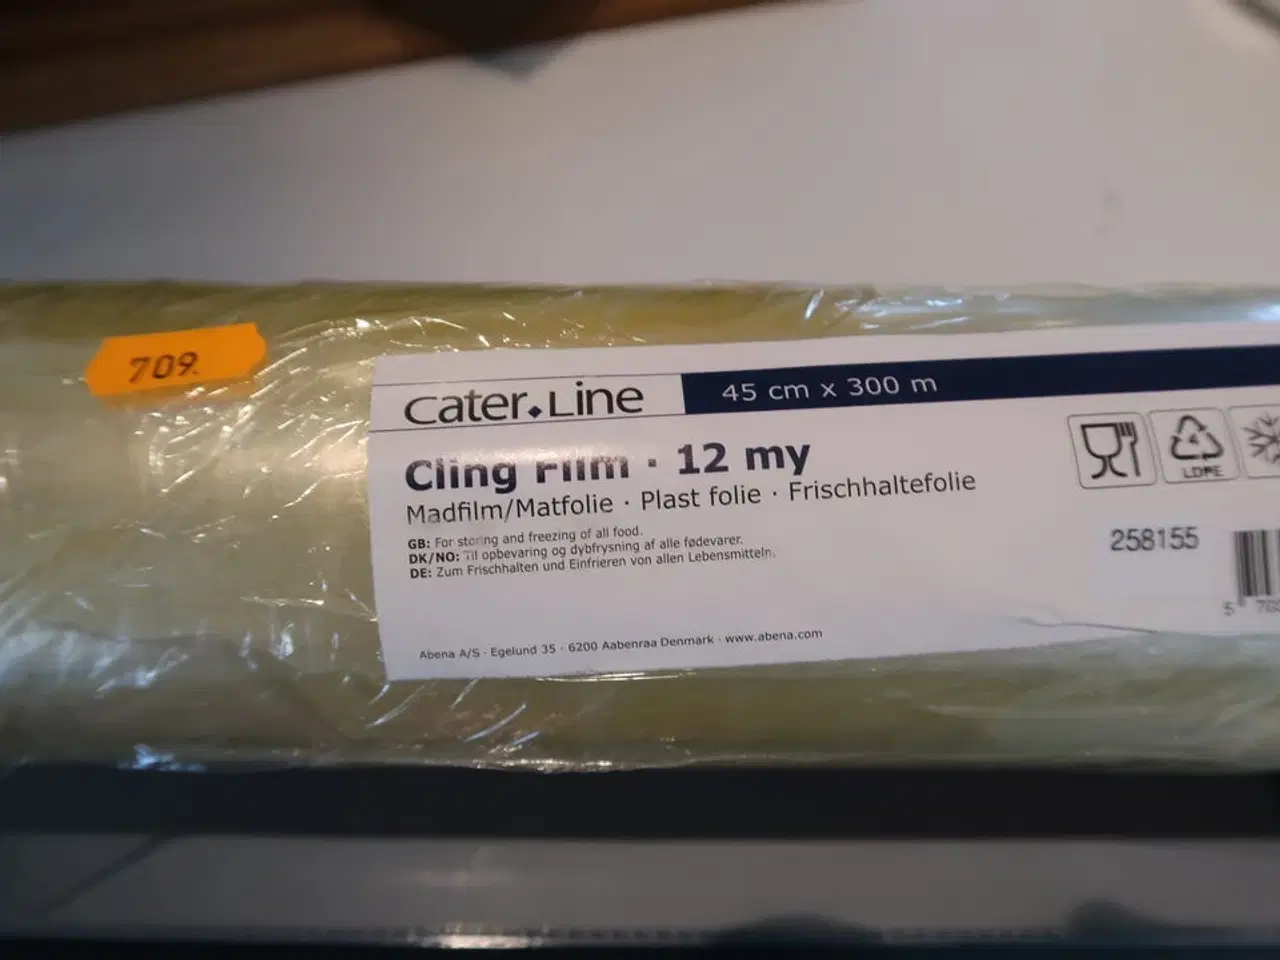 709.
Cater.Line
45 cm x 300 m
Cling Film · 12 my
Madfilm/Matfolie · Plast folie · Frischhaltefolie
GB: For storing and freezing of all food.
DK/NO: Til opbevaring og dybfrysning af alle fødevarer.
DE: Zum Frischhalten und Einfrieren von allen Lebensmitteln.
LDPE
258155
Abena A/S · Egelund 35 · 6200 Aabenraa Denmark · www.abena.com